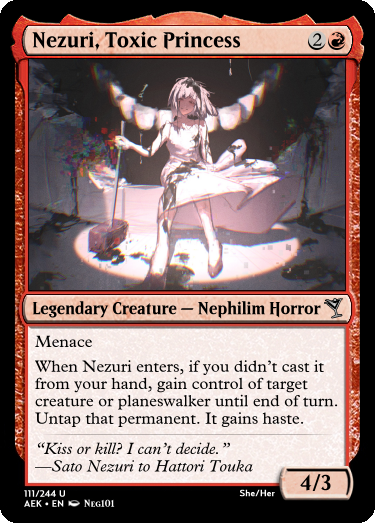 Nezuri, Toxic Princess 2
Legendary Creature — Nephilim Horror
Menace
When Nezuri enters, if you didn't cast it
from your hand, gain control of target
creature or planeswalker until end of turn.
Untap that permanent. It gains haste.
“Kiss or kill? I can't decide.”
—Sato Nezuri to Hattori Touka
4/3
111/244 U
She/Her
AEK • EN NEGI01